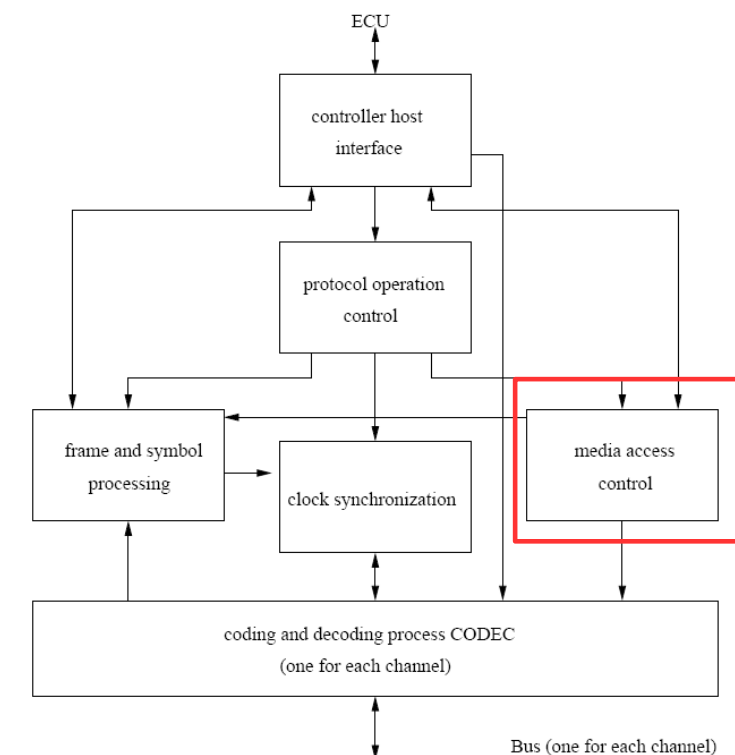 ECU
controller host
interface
protocol operation
control
frame and symbol
processing
clock synchronization
media access
control
coding and decoding process CODEC
(one for each channel)
Bus (one for each channel)